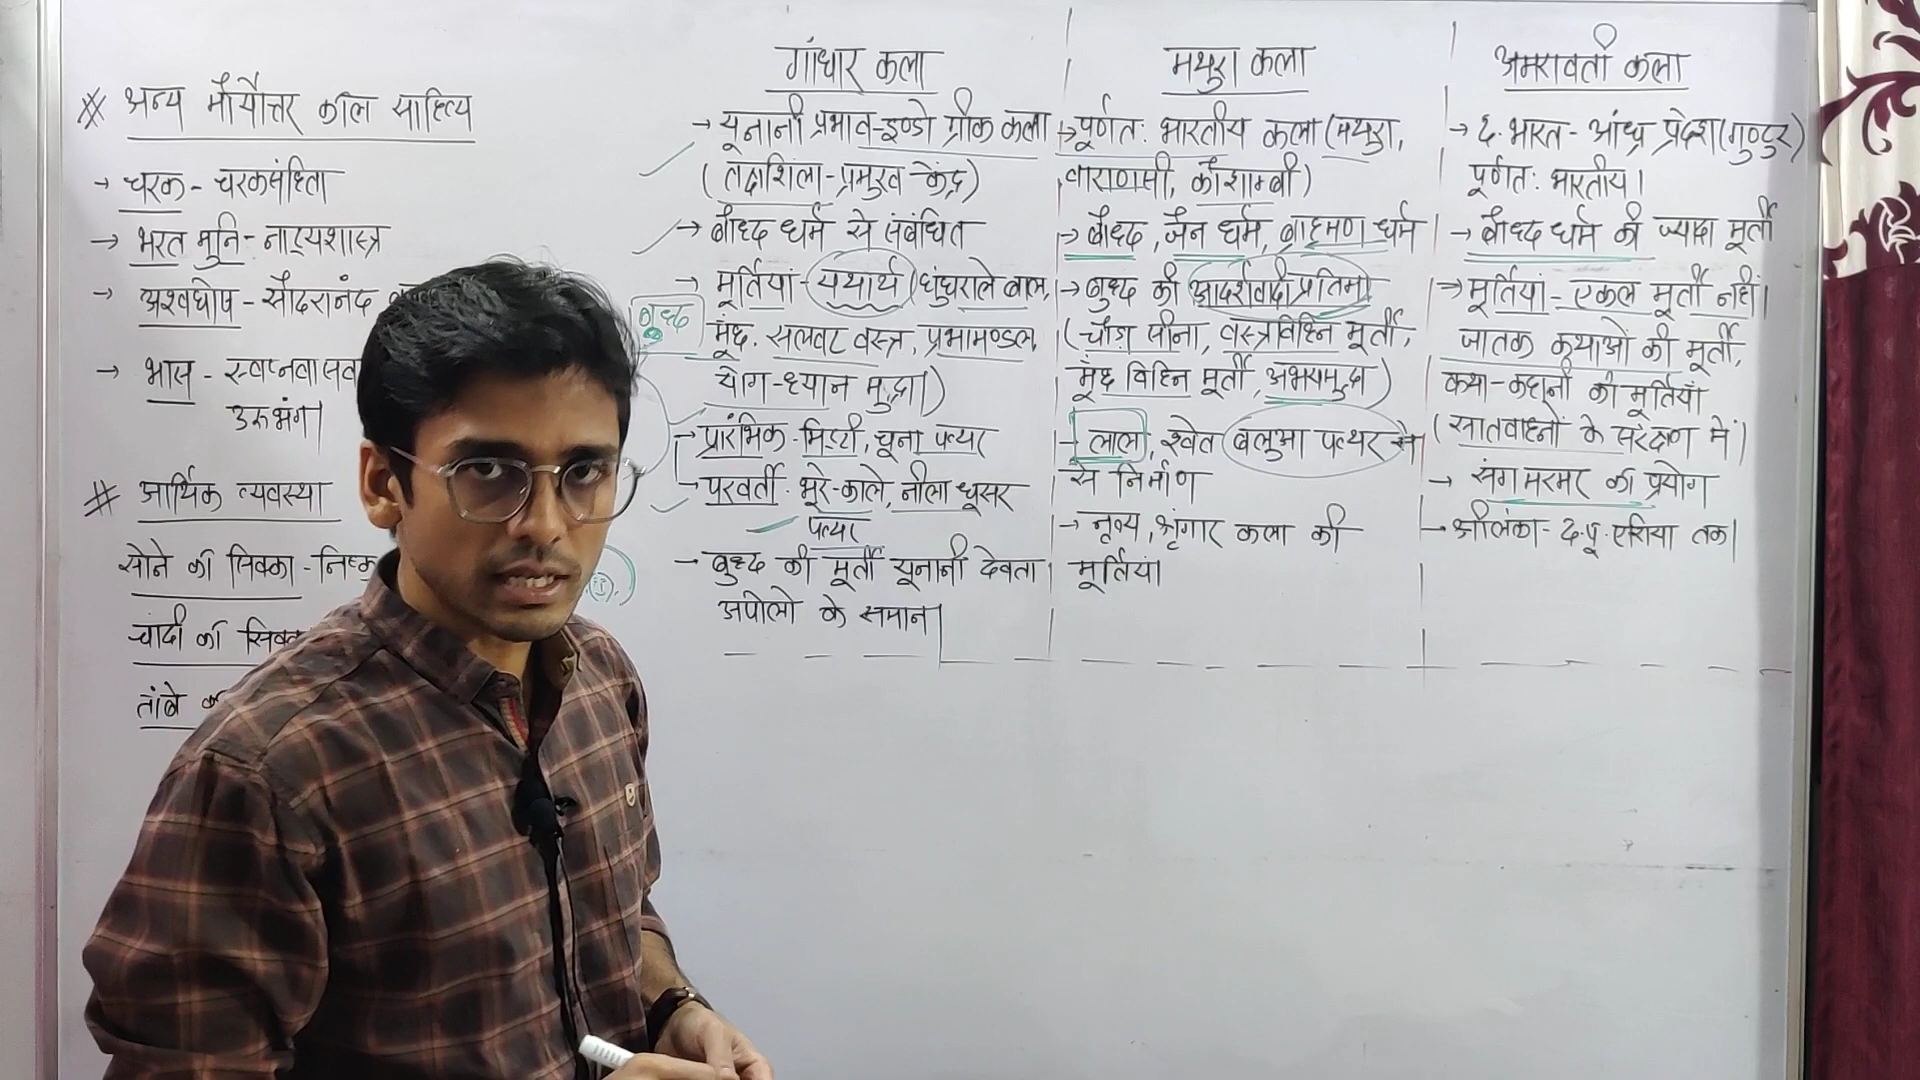 # अन्य मौर्योत्तर काल साहित्य
→ चरक - चरकसंहिता
→ भरत मुनि - नाट्यशास्त्र
→ अश्वघोष - सौंदरानंद
→ भास - स्वप्नवासव
उरुभंग।
# आर्थिक व्यवस्था
सोने का सिक्का - निष्क
चांदी का सिक्क
तांबे क
बुध्द
गांधार कला
→ यूनानी प्रभाव - इण्डो ग्रीक कला
(तक्षशिला - प्रमुख केंद्र)
→ बौध्द धर्म से संबंधित
→ मूर्तियां - यथार्थ (घुंघराले बाल,
मूंछ, सलवट वस्त्र, प्रभामण्डल,
योग-ध्यान मुद्रा)
→ प्रारंभिक - मिट्टी, चूना पत्थर
→ परवर्ती - भूरे-काले, नीला धूसर
पत्थर
→ बुध्द की मूर्ती यूनानी देवता
अपोलो के समान।
मथुरा कला
→ पूर्णत: भारतीय कला (मथुरा,
वाराणसी, कौशाम्बी)
→ बौध्द, जैन धर्म, ब्राह्मण धर्म
→ बुध्द की आदर्शवादी प्रतिमा
(चौड़ा सीना, वस्त्रविहिन मूर्ती,
मूंछ विहिन मूर्ती, अभयमुद्रा)
→ लाल, श्वेत बलुआ पत्थर से
से निर्माण
→ नृत्य, श्रृंगार कला की
मूर्तियां
अमरावती कला
→ द. भारत - आंध्र प्रदेश (गुण्टुर)
पूर्णत: भारतीय।
→ बौध्द धर्म की ज्यादा मूर्ती
→ मूर्तियां - एकल मूर्ती नहीं।
जातक कथाओं की मूर्ती,
कथा-कहानी की मूर्तियां
(सातवाहनों के संरक्षण में)
→ संगमरमर का प्रयोग
→ श्रीलंका - द. पू. एशिया तक।